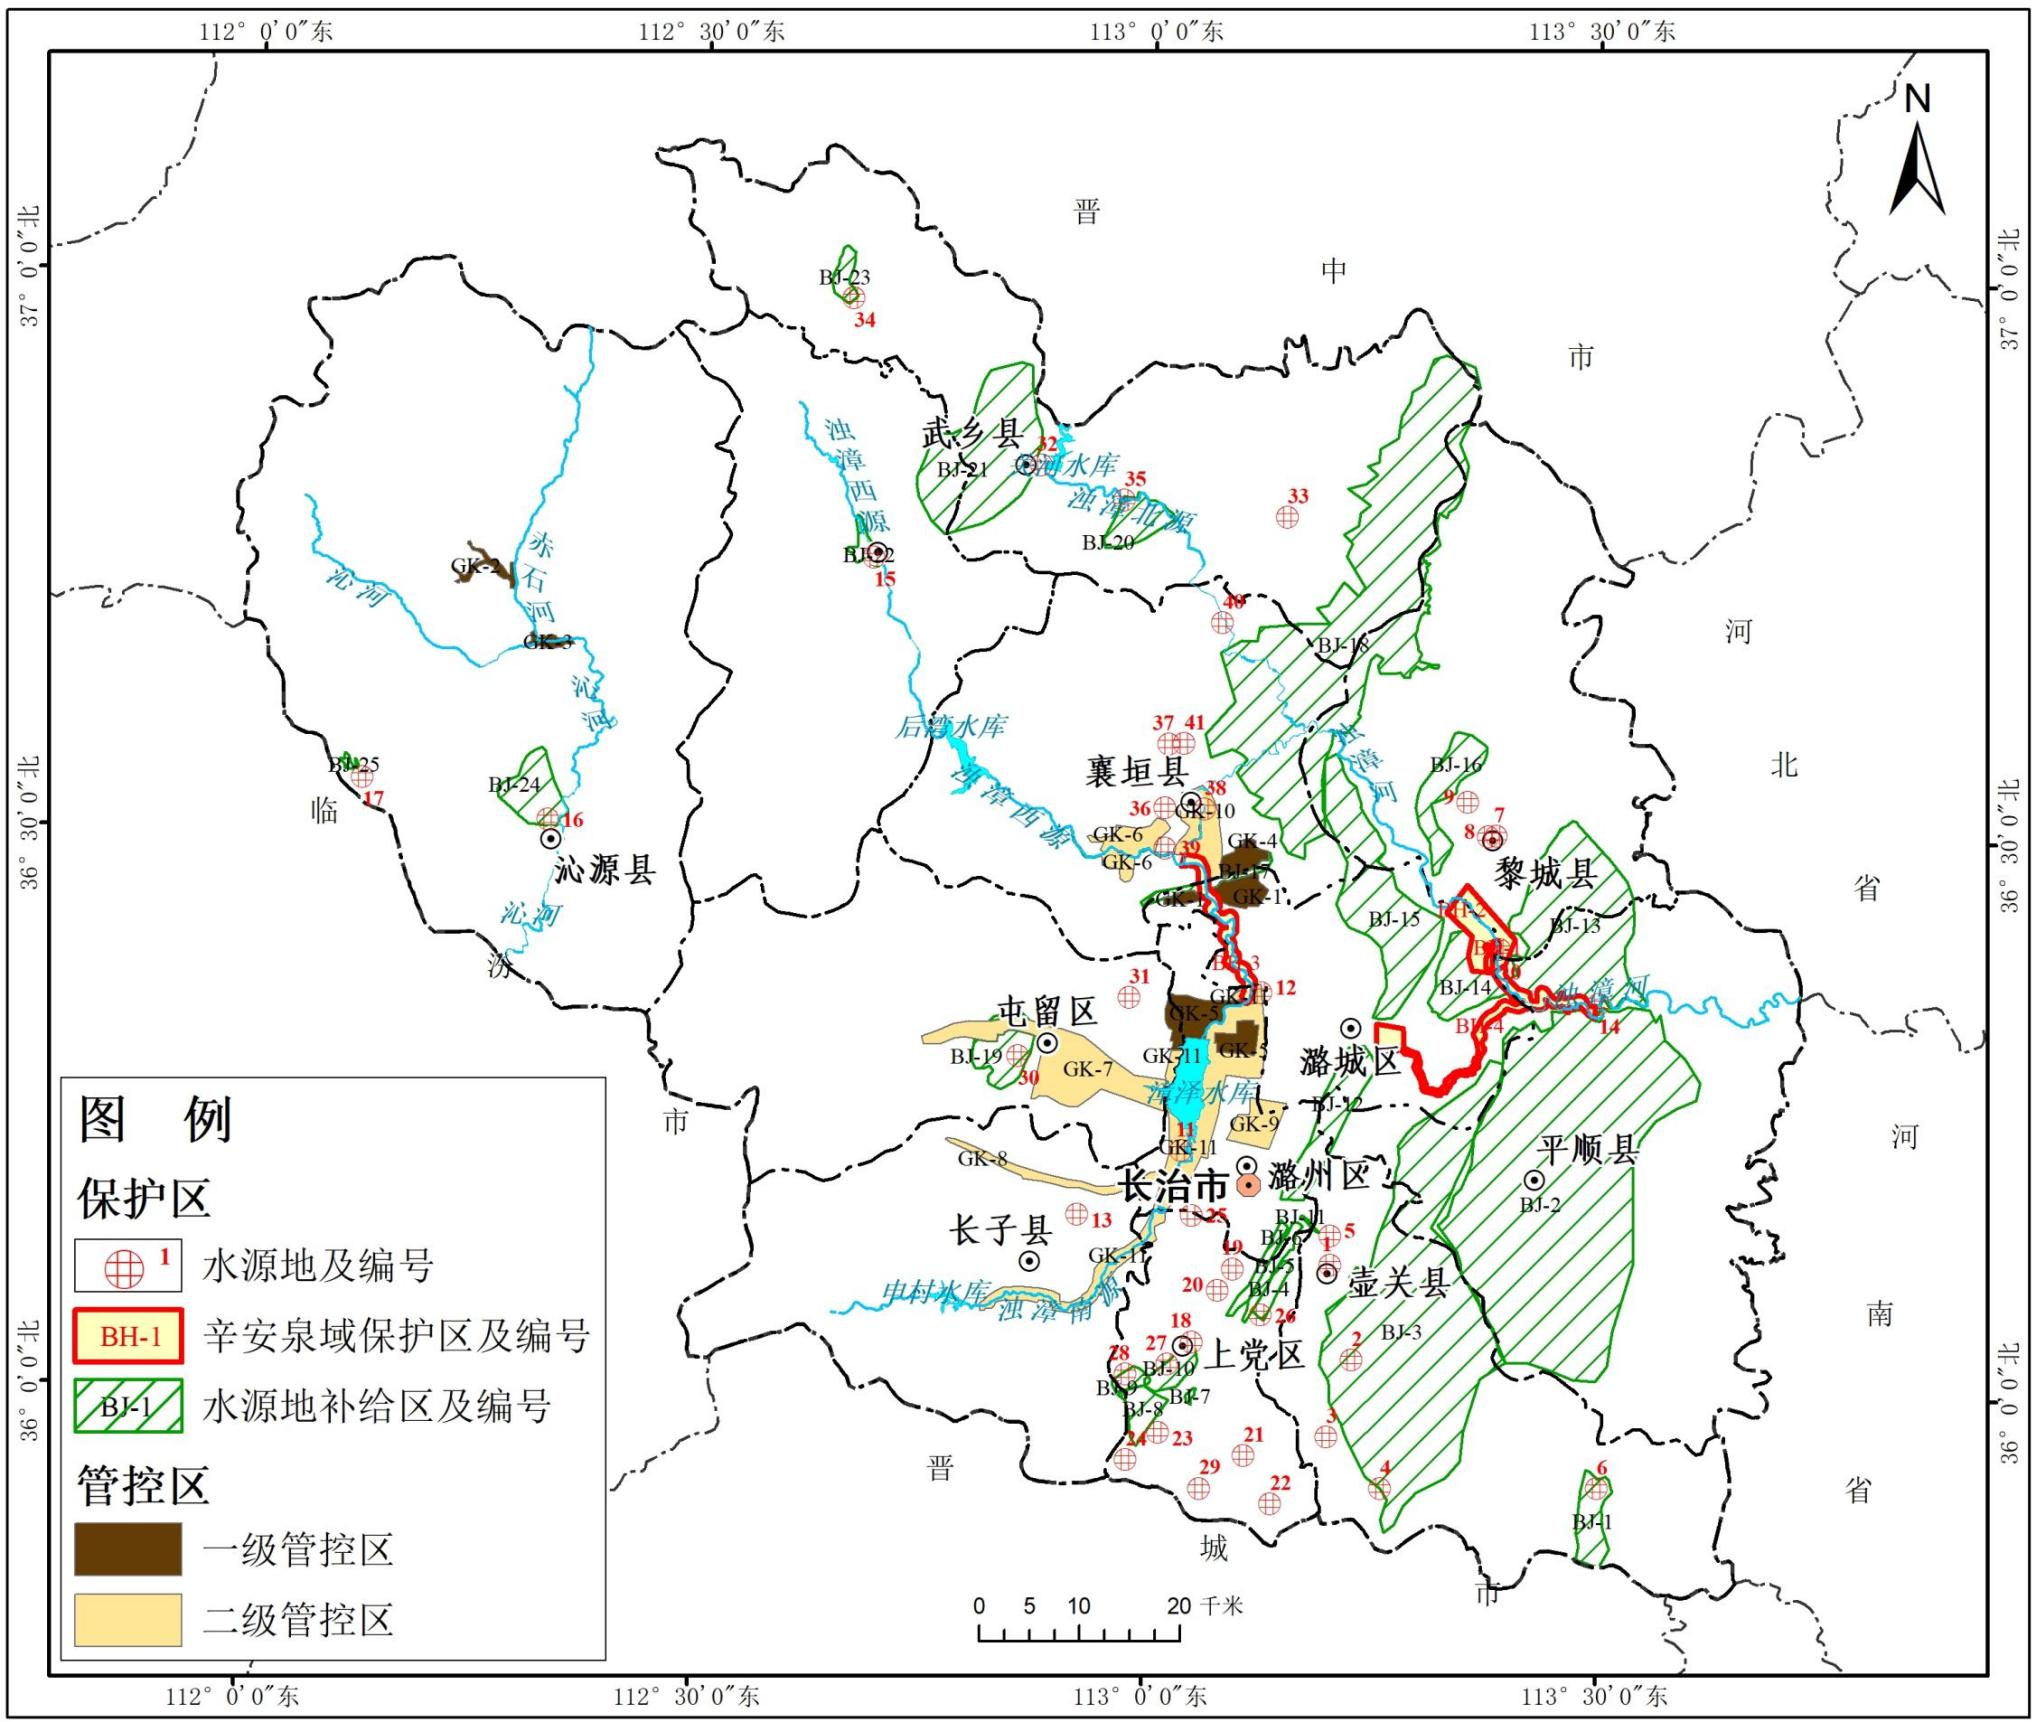 112° 0′0″东
112° 30′0″东
113° 0′0″东
113° 30′0″东
N
37° 0′0″北
37° 0′0″北
36° 30′0″北
36° 30′0″北
36° 0′0″北
36° 0′0″北
晋
中
市
河
北
省
河
南
省
临
汾
市
晋
城
市
BJ-23
34
武乡县
32
BJ-21
浊漳北源
35
BJ-20
33
浊漳西源
BJ-22
15
赤石河
GK-2
沁河
GK-3
沁河
40
BJ-18
后湾水库
浊漳西源
37
41
襄垣县
38
36
GK-10
GK-6
GK-6
39
GK-4
BJ-17
GK-1
GK-1
BJ-16
9
7
8
黎城县
BH-2
BJ-15
BJ-13
BJ-14
浊漳河
14
BH-4
BJ-25
17
BJ-24
16
沁源县
沁河
31
12
屯留区
GK-5
GK-5
BJ-19
30
GK-7
GK-11
漳泽水库
潞城区
BJ-12
GK-9
11
GK-11
GK-8
长治市
潞州区
平顺县
BJ-2
13
长子县
25
BJ-11
BJ-6
5
1
19
BJ-5
BJ-4
20
26
壶关县
GK-11
申村水库
浊漳南源
18
27
28
上党区
BJ-10
BJ-9
BJ-7
BJ-8
2
BJ-3
3
24
23
21
29
22
4
6
BJ-1
图 例
保护区
1 水源地及编号
BH-1 辛安泉域保护区及编号
BJ-1 水源地补给区及编号
管控区
一级管控区
二级管控区
0 5 10 20 千米
112° 0′0″东
112° 30′0″东
113° 0′0″东
113° 30′0″东